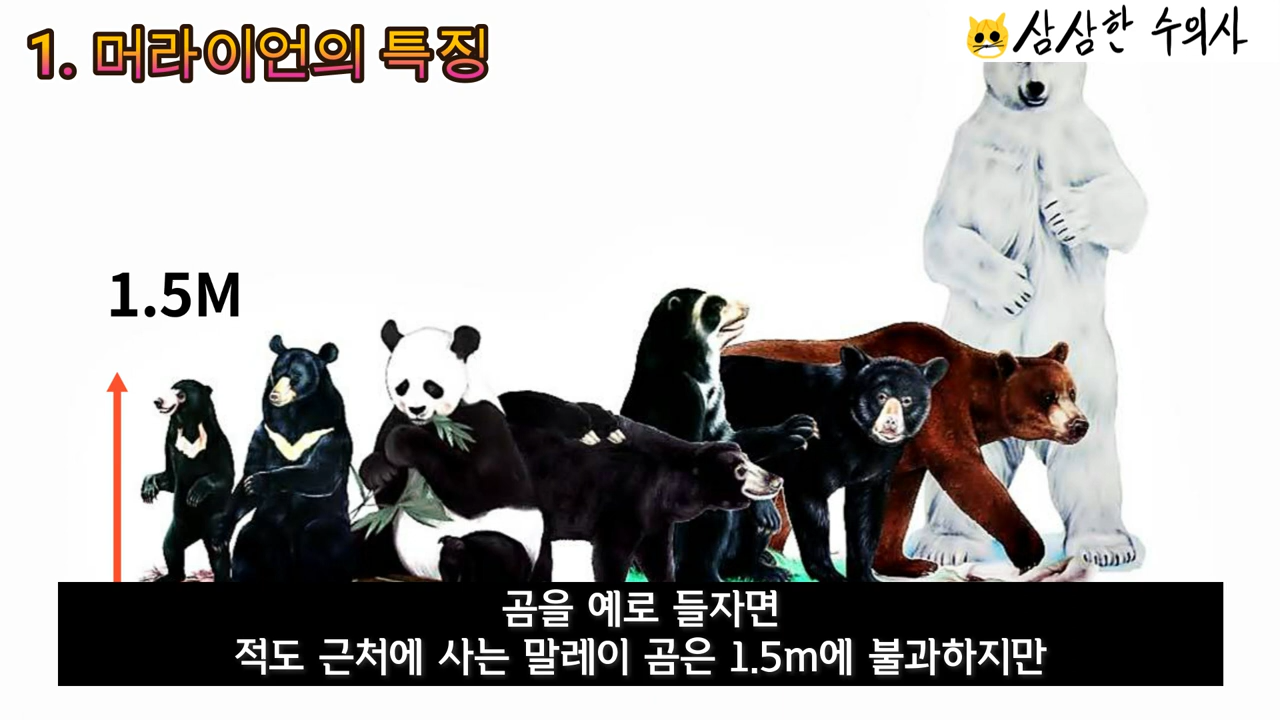 1. 머라이언의 특징
삼삼한 수의사
1.5M
곰을 예로 들자면
적도 근처에 사는 말레이 곰은 1.5m에 불과하지만